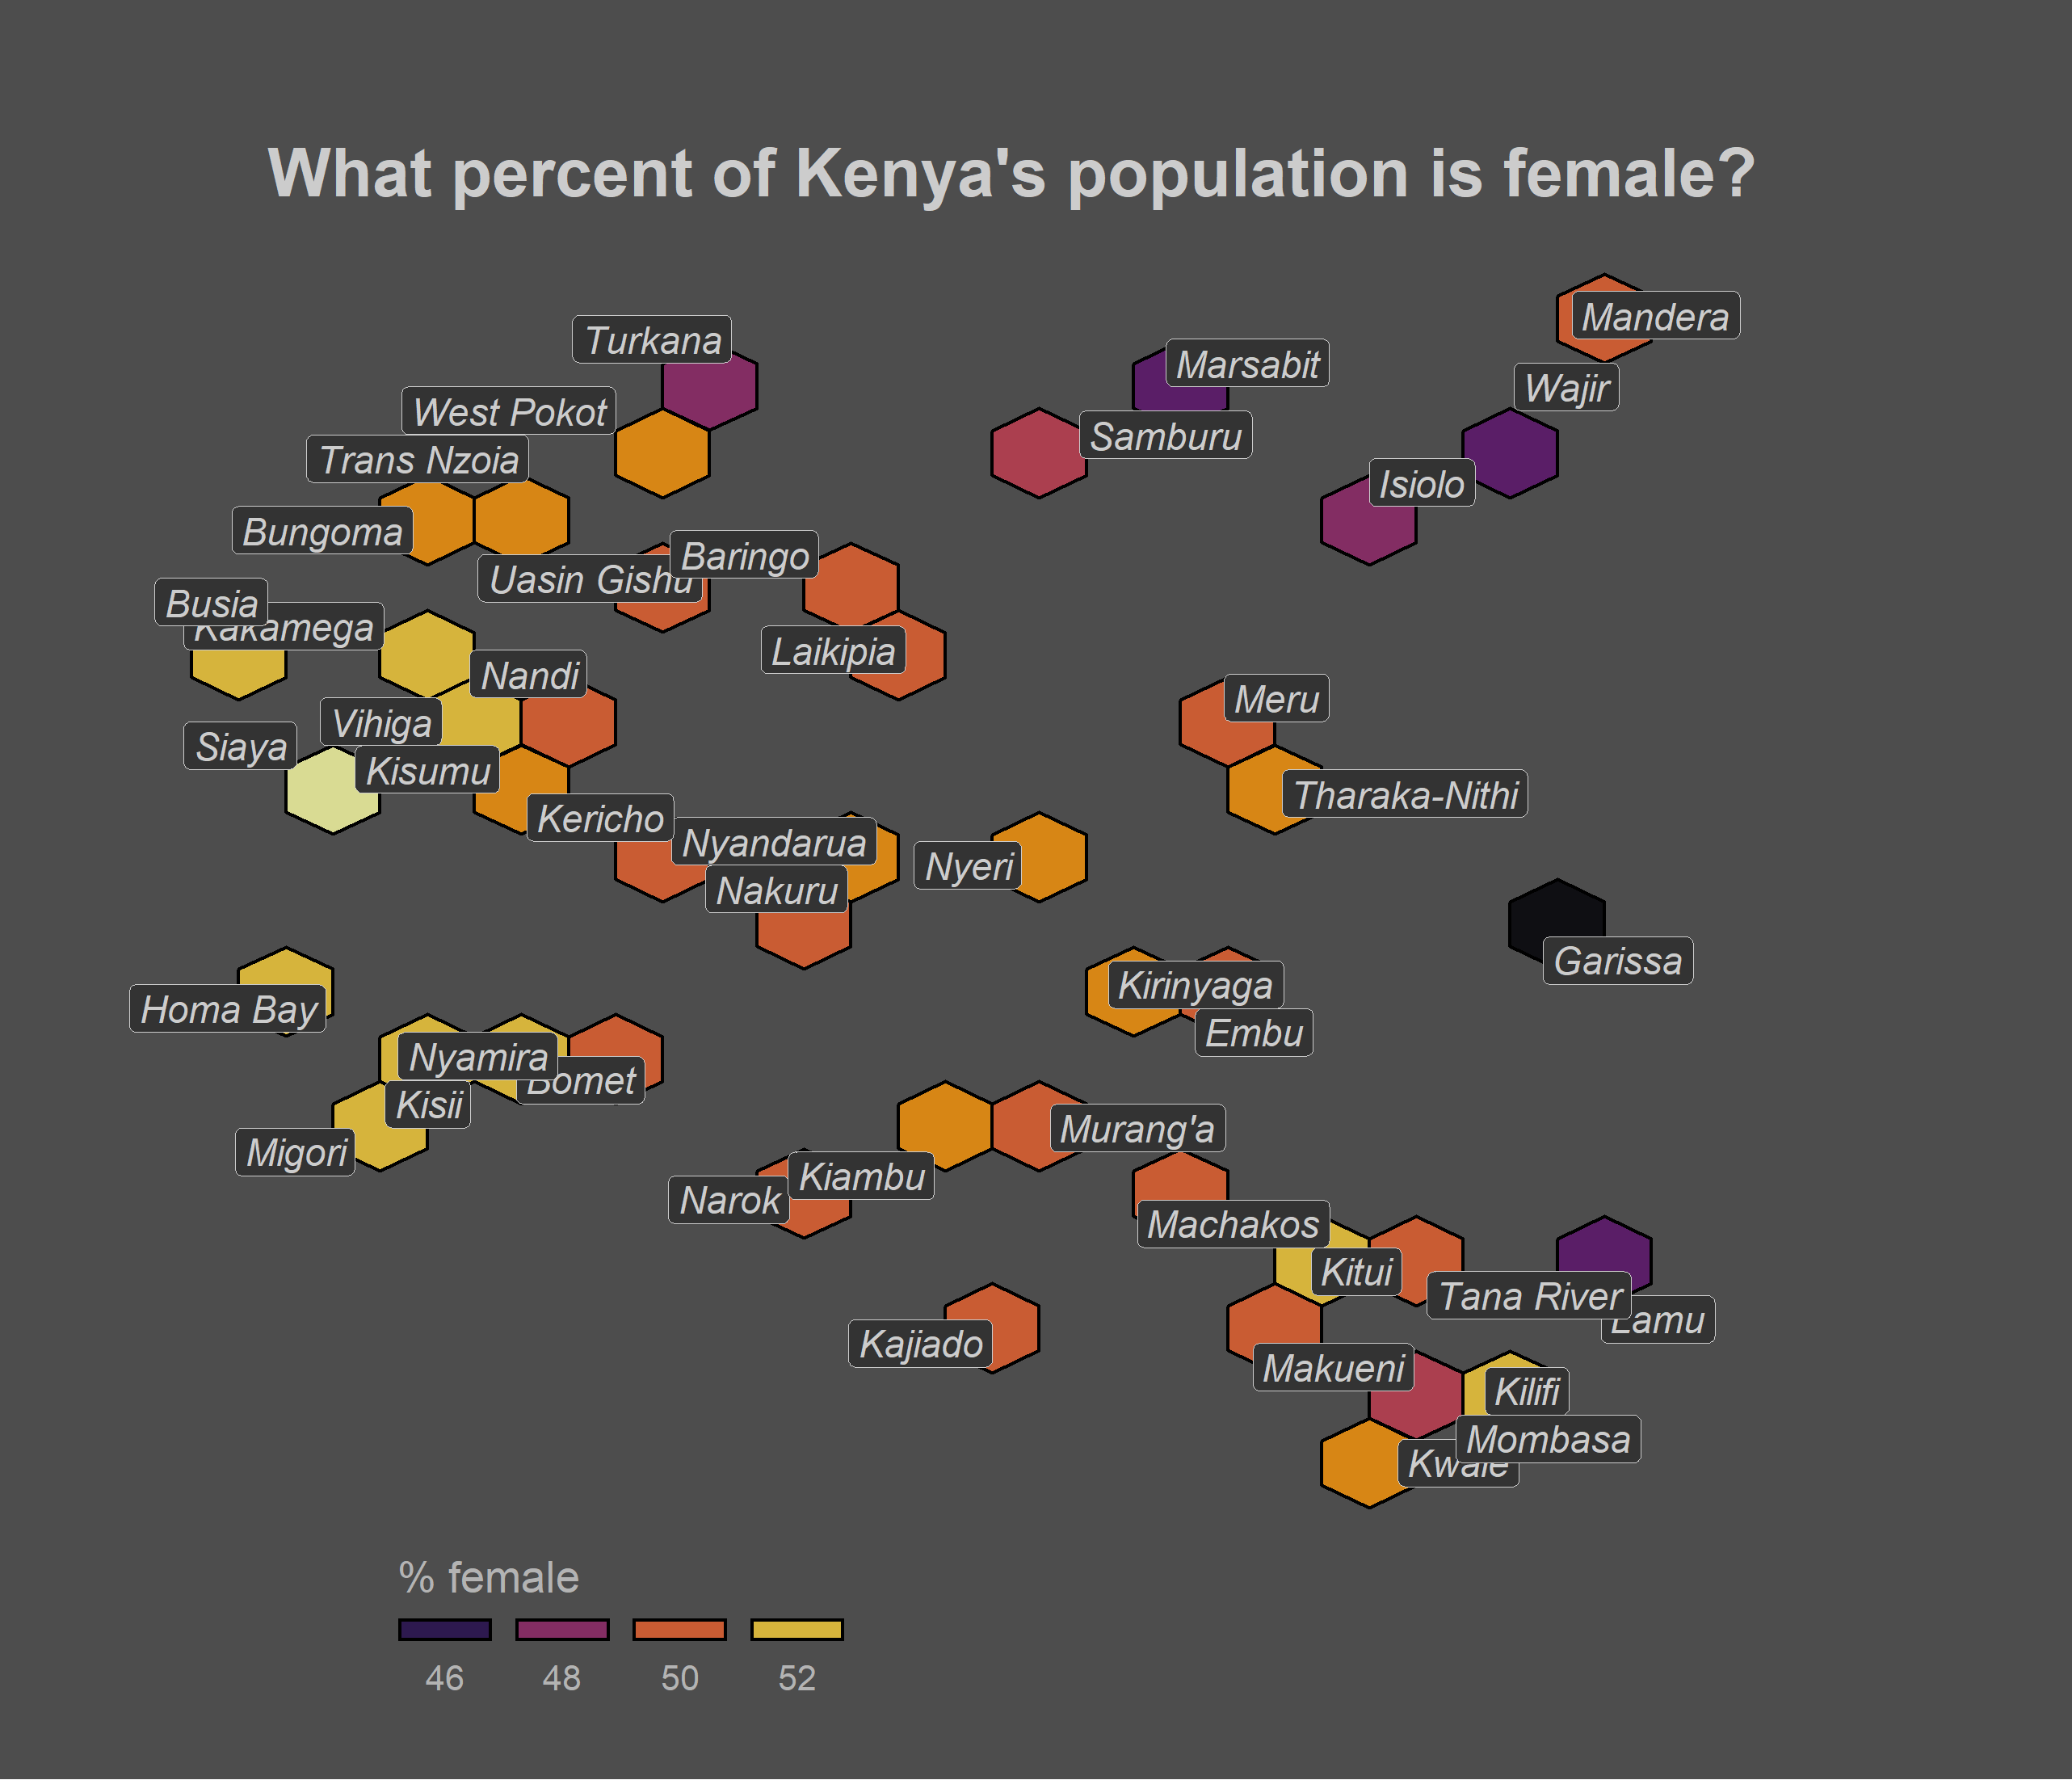 What percent of Kenya's population is female?
Mandera
Turkana
Marsabit
Wajir
West Pokot
Samburu
Trans Nzoia
Isiolo
Bungoma
Baringo
Uasin Gishu
Busia
Kakamega
Laikipia
Nandi
Meru
Vihiga
Siaya
Kisumu
Tharaka-Nithi
Kericho
Nyandarua
Nyeri
Nakuru
Garissa
Kirinyaga
Homa Bay
Embu
Nyamira
Bomet
Kisii
Murang'a
Migori
Kiambu
Narok
Machakos
Kitui
Tana River
Lamu
Kajiado
Makueni
Kilifi
Mombasa
Kwale
% female
46 48 50 52